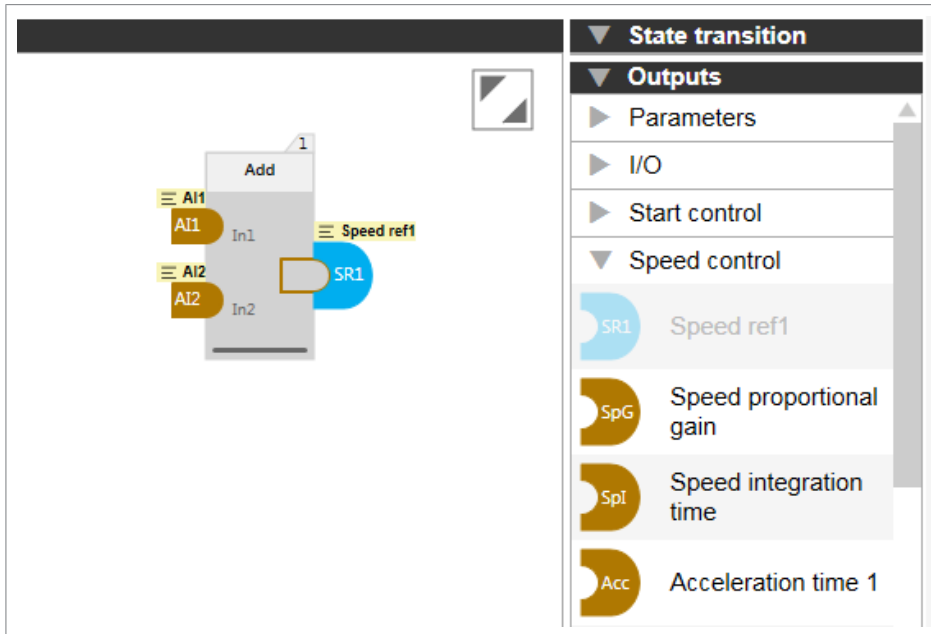 1
Add
AI1
AI1
In1
Speed ref1
SR1
AI2
AI2
In2
State transition
Outputs
Parameters
I/O
Start control
Speed control
SR1
Speed ref1
SpG
Speed proportional
gain
SpI
Speed integration
time
Acc
Acceleration time 1